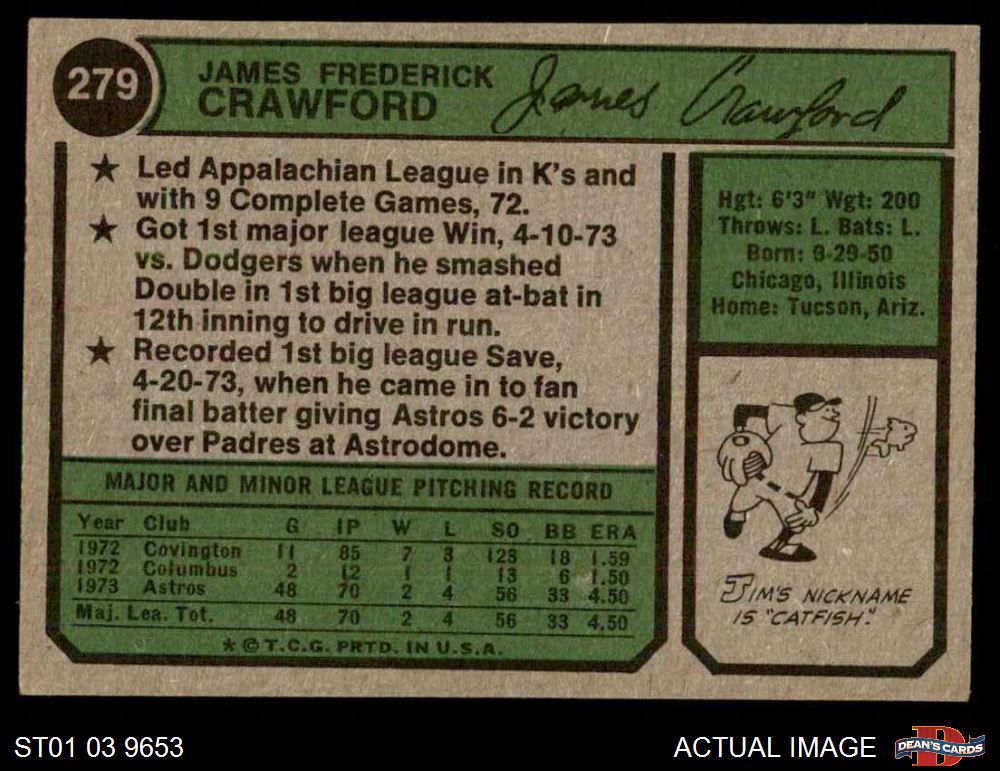 279
JAMES FREDERICK
CRAWFORD
James Crawford
★ Led Appalachian League in K's and
with 9 Complete Games, 72.
★ Got 1st major league Win, 4-10-73
vs. Dodgers when he smashed
Double in 1st big league at-bat in
12th inning to drive in run.
★ Recorded 1st big league Save,
4-20-73, when he came in to fan
final batter giving Astros 6-2 victory
over Padres at Astrodome.
Hgt: 6'3" Wgt: 200
Throws: L. Bats: L.
Born: 9-29-50
Chicago, Illinois
Home: Tucson, Ariz.
MAJOR AND MINOR LEAGUE PITCHING RECORD
Year Club G IP W L SO BB ERA
1972 Covington 11 85 7 3 123 18 1.59
1972 Columbus 2 12 1 1 13 6 1.50
1973 Astros 48 70 2 4 56 33 4.50
Maj. Lea. Tot. 48 70 2 4 56 33 4.50
* © T.C.G. PRTD. IN U.S.A.
JIM'S NICKNAME
IS "CATFISH."
ST01 03 9653
ACTUAL IMAGE
D
DEAN'S CARDS